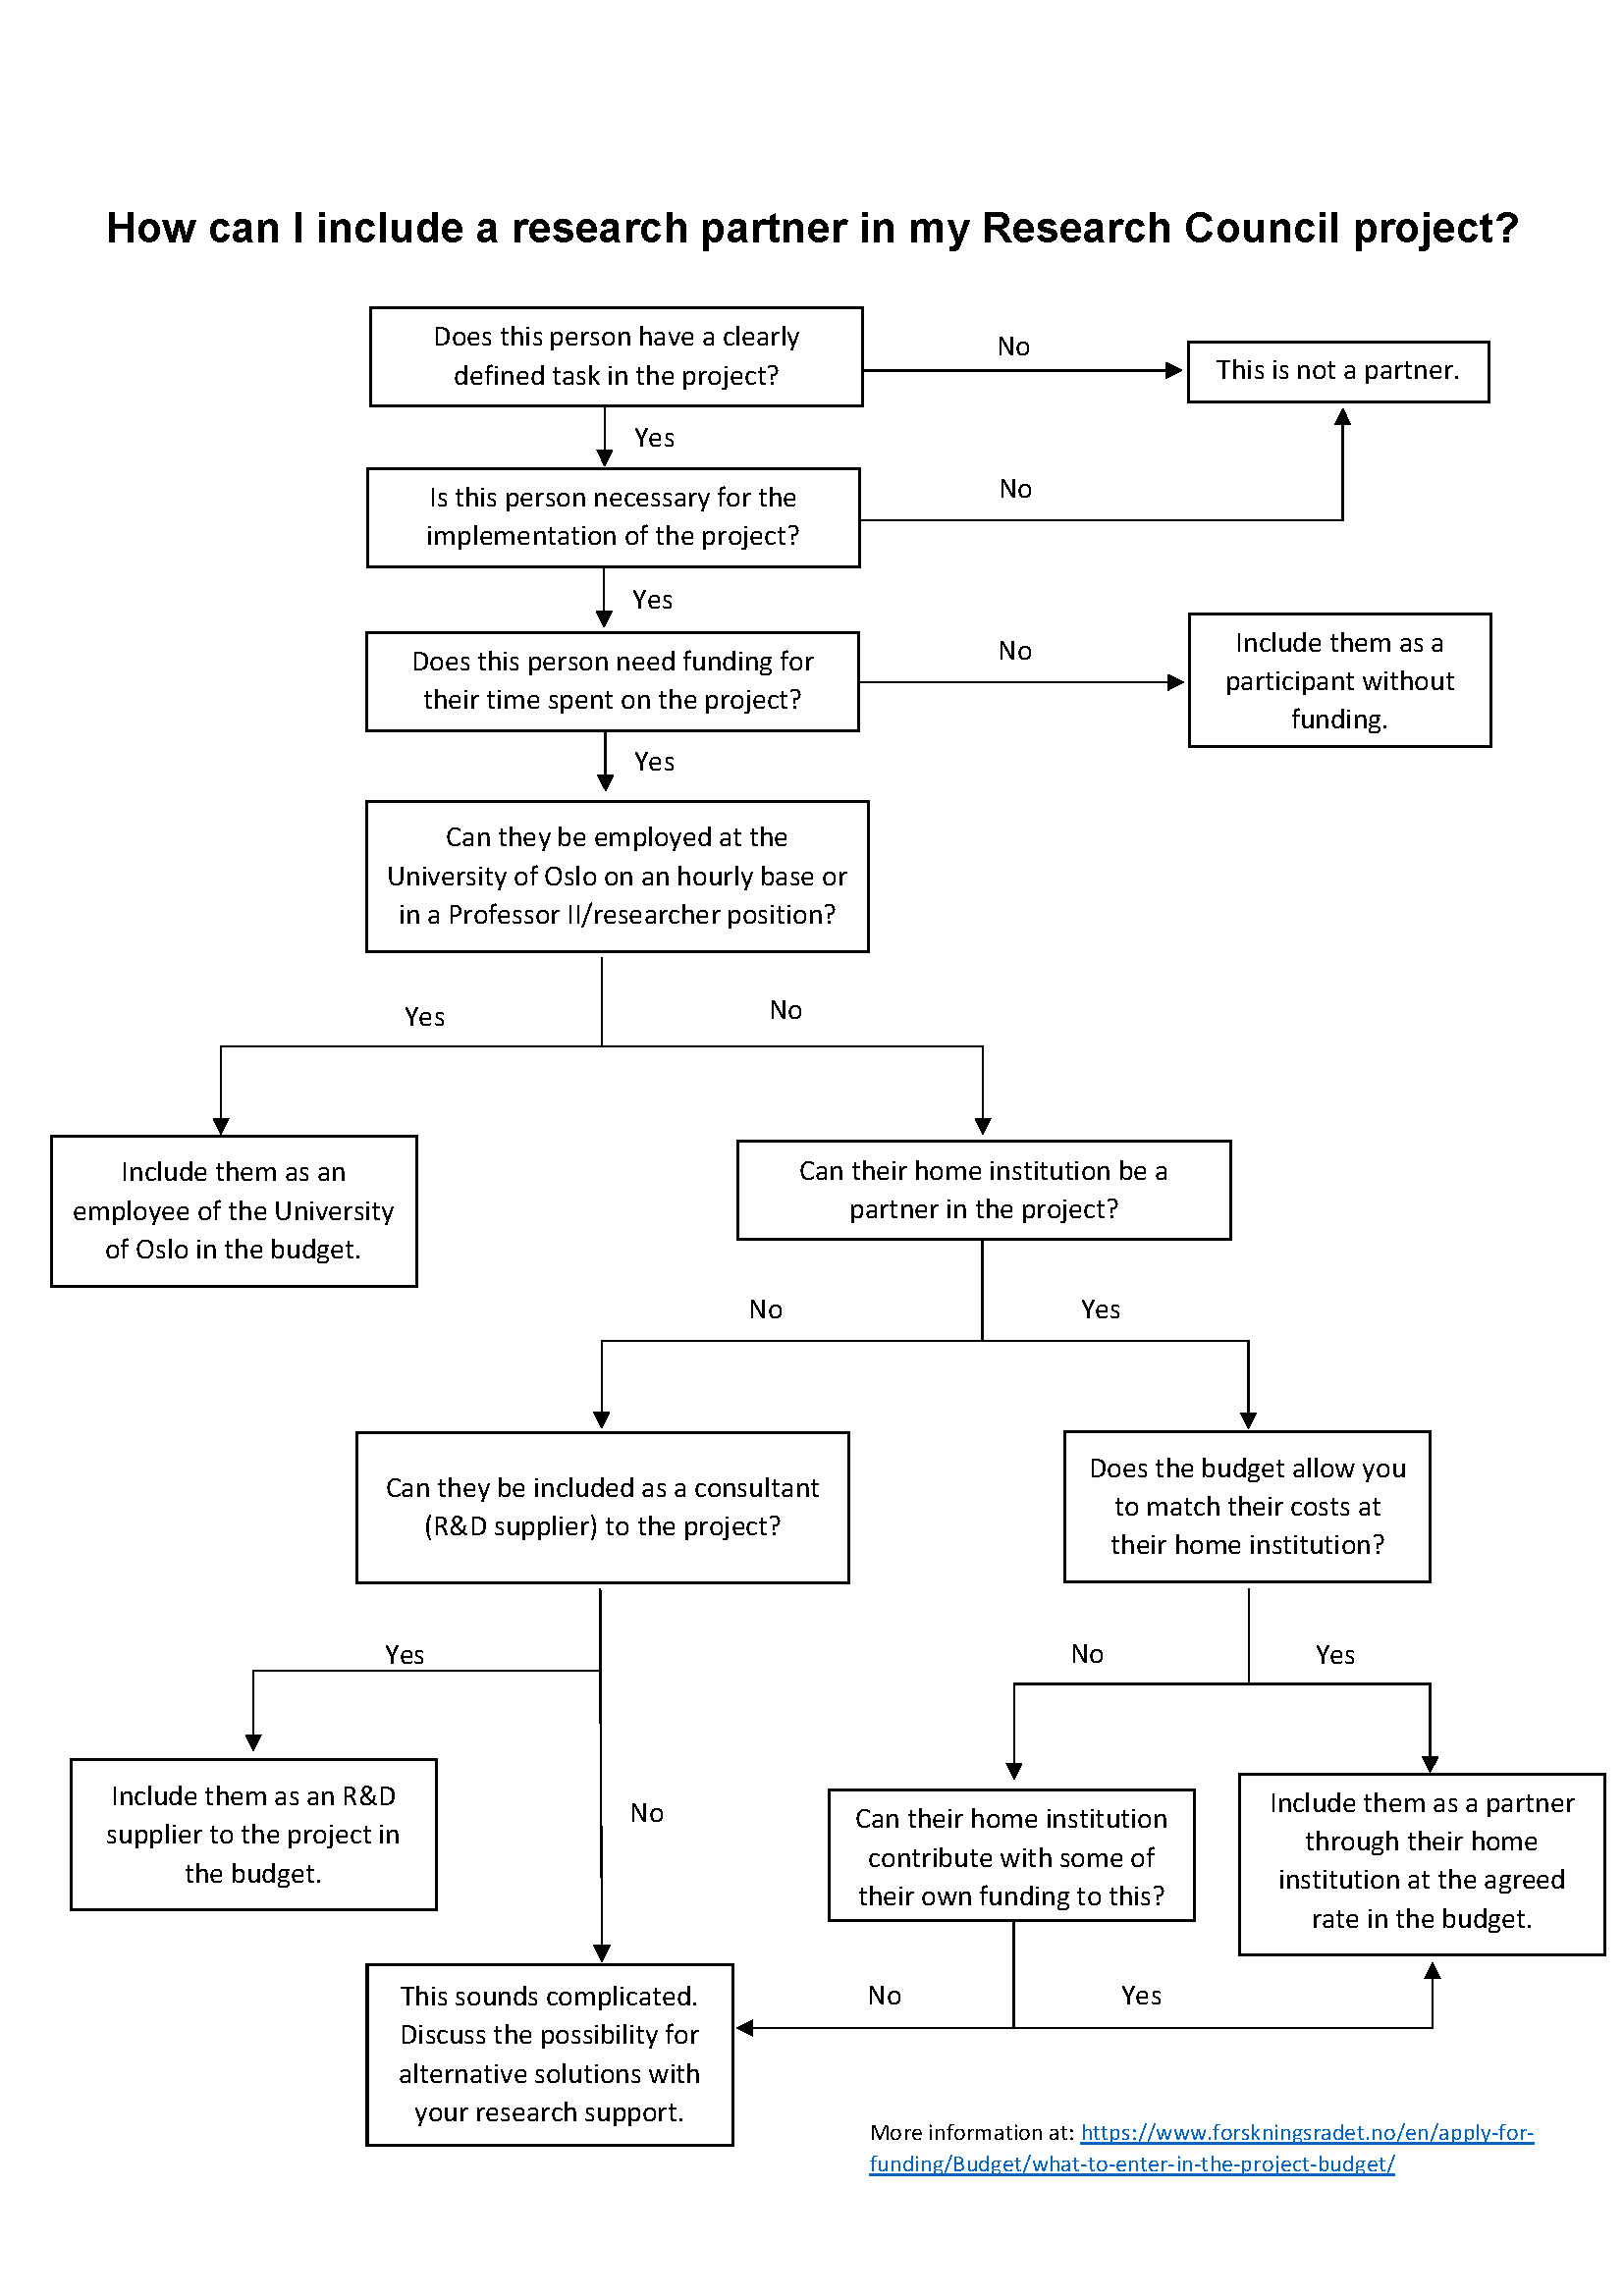 How can I include a research partner in my Research Council project?
Does this person have a clearly
defined task in the project?
No
This is not a partner.
Yes
Is this person necessary for the
implementation of the project?
No
Yes
Does this person need funding for
their time spent on the project?
No
Include them as a
participant without
funding.
Yes
Can they be employed at the
University of Oslo on an hourly base or
in a Professor II/researcher position?
Yes
No
Include them as an
employee of the University
of Oslo in the budget.
Can their home institution be a
partner in the project?
No
Yes
Can they be included as a consultant
(R&D supplier) to the project?
Does the budget allow you
to match their costs at
their home institution?
Yes
No
Yes
Include them as an R&D
supplier to the project in
the budget.
No
Can their home institution
contribute with some of
their own funding to this?
Include them as a partner
through their home
institution at the agreed
rate in the budget.
No
Yes
This sounds complicated.
Discuss the possibility for
alternative solutions with
your research support.
More information at: https://www.forskningsradet.no/en/apply-for-
funding/Budget/what-to-enter-in-the-project-budget/